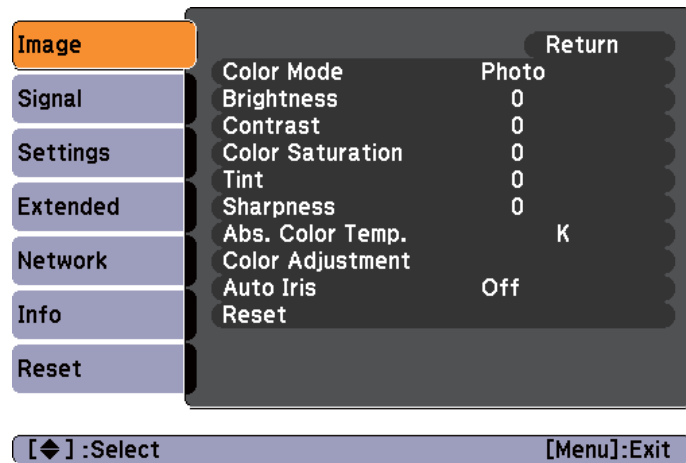 Image
Signal
Settings
Extended
Network
Info
Reset
Return
Color Mode Photo
Brightness 0
Contrast 0
Color Saturation 0
Tint 0
Sharpness 0
Abs. Color Temp. K
Color Adjustment
Auto Iris Off
Reset
[◆] :Select [Menu]:Exit